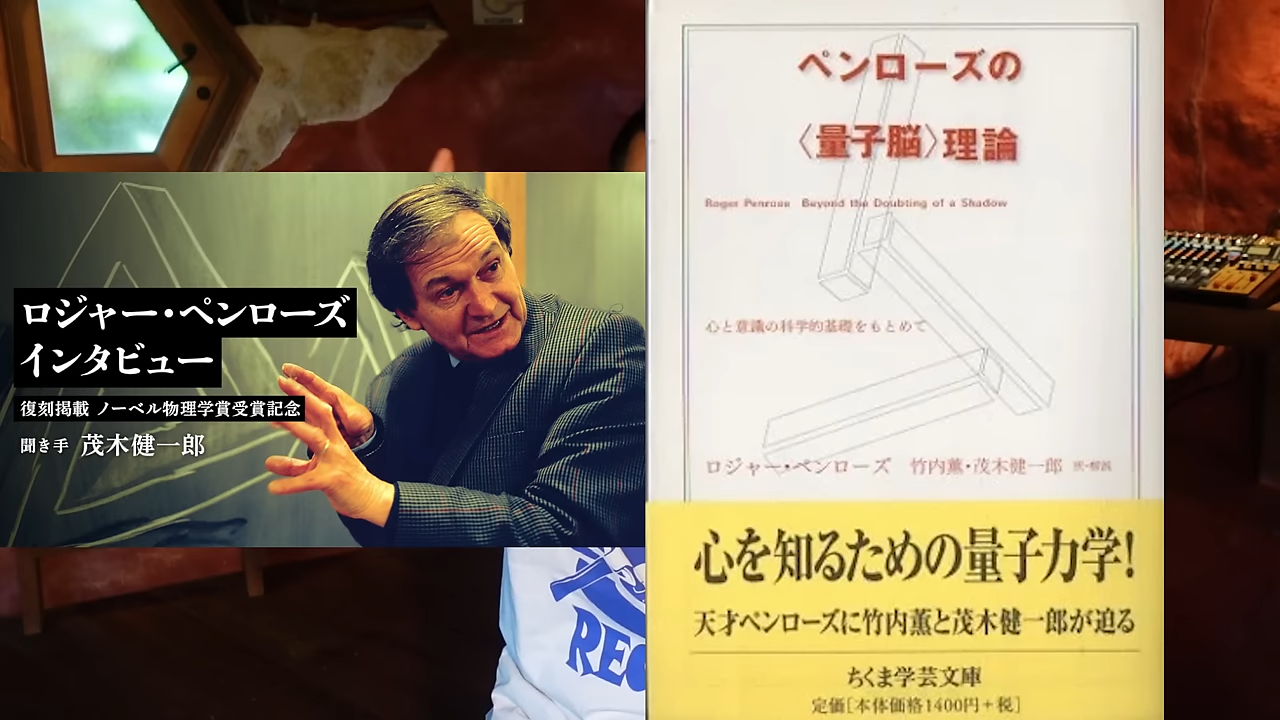 ロジャー・ペンローズ
インタビュー
復刻掲載 ノーベル物理学賞受賞記念
聞き手 茂木健一郎
REC
ペンローズの
〈量子脳〉理論
Roger Penrose Beyond the Doubting of a Shadow
心と意識の科学的基礎をもとめて
ロジャー・ペンローズ 竹内薫・茂木健一郎 訳・解説
心を知るための量子力学!
天才ペンローズに竹内薫と茂木健一郎が迫る
ちくま学芸文庫
定価[本体価格1400円+税]